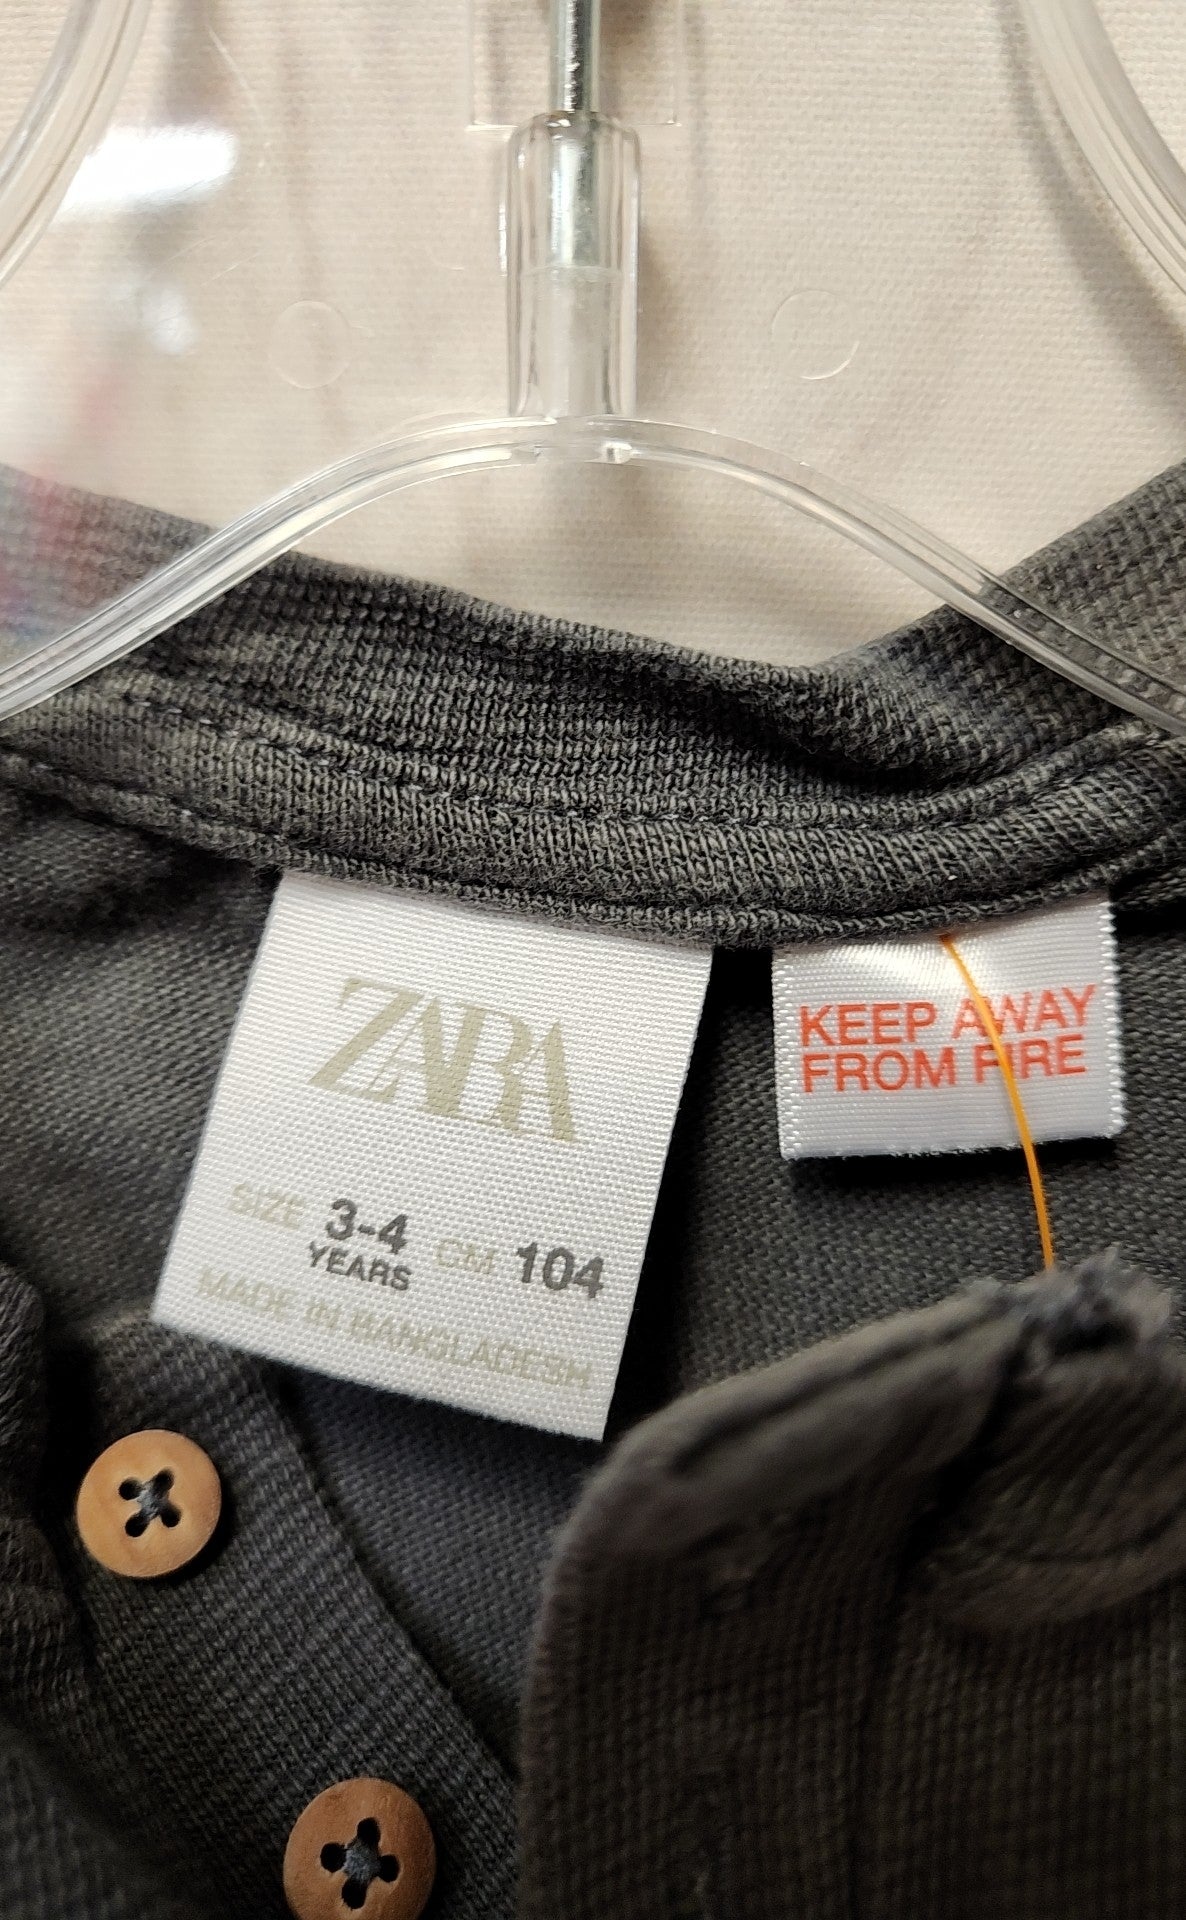 ZARA
SIZE 3-4 CM 104
YEARS
MADE IN BANGLADESH
KEEP AWAY
FROM FIRE